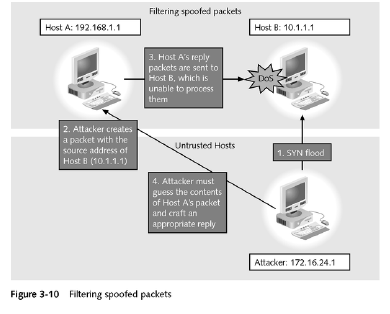 Filtering spoofed packets
Host A: 192.168.1.1
Host B: 10.1.1.1
3. Host A's reply
packets are sent to
Host B, which is
unable to process
them
DoS
2. Attacker creates
a packet with the
source address of
Host B (10.1.1.1)
Untrusted Hosts
1. SYN flood
4. Attacker must
guess the contents
of Host A's packet
and craft an
appropriate reply
Attacker: 172.16.24.1
Figure 3-10 Filtering spoofed packets